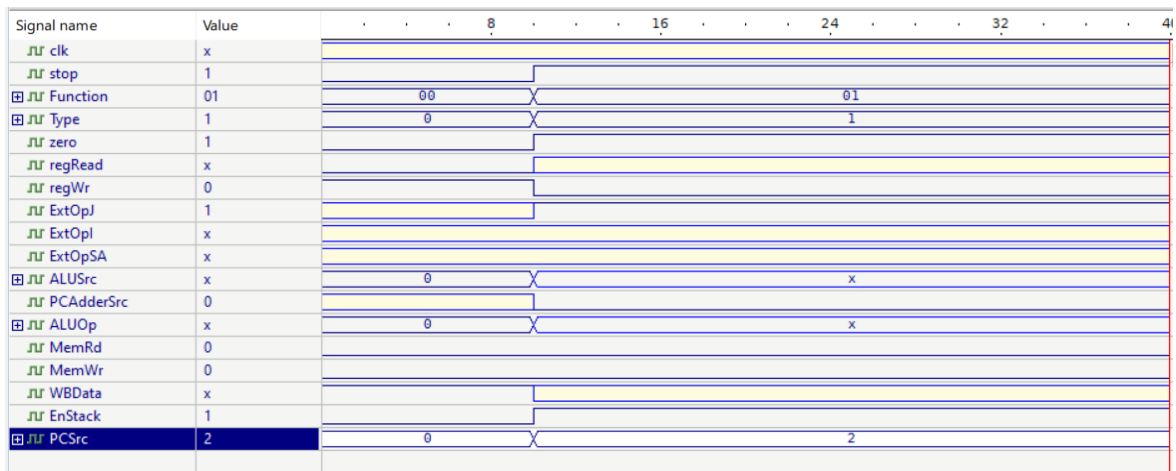 Signal name Value 8 16 24 32 40
clk x
stop 1
Function 01 00 01
Type 1 0 1
zero 1
regRead x
regWr 0
ExtOpJ 1
ExtOpI x
ExtOpSA x
ALUSrc x 0 x
PCAdderSrc 0
ALUOp x 0 x
MemRd 0
MemWr 0
WBData x
EnStack 1
PCSrc 2 0 2